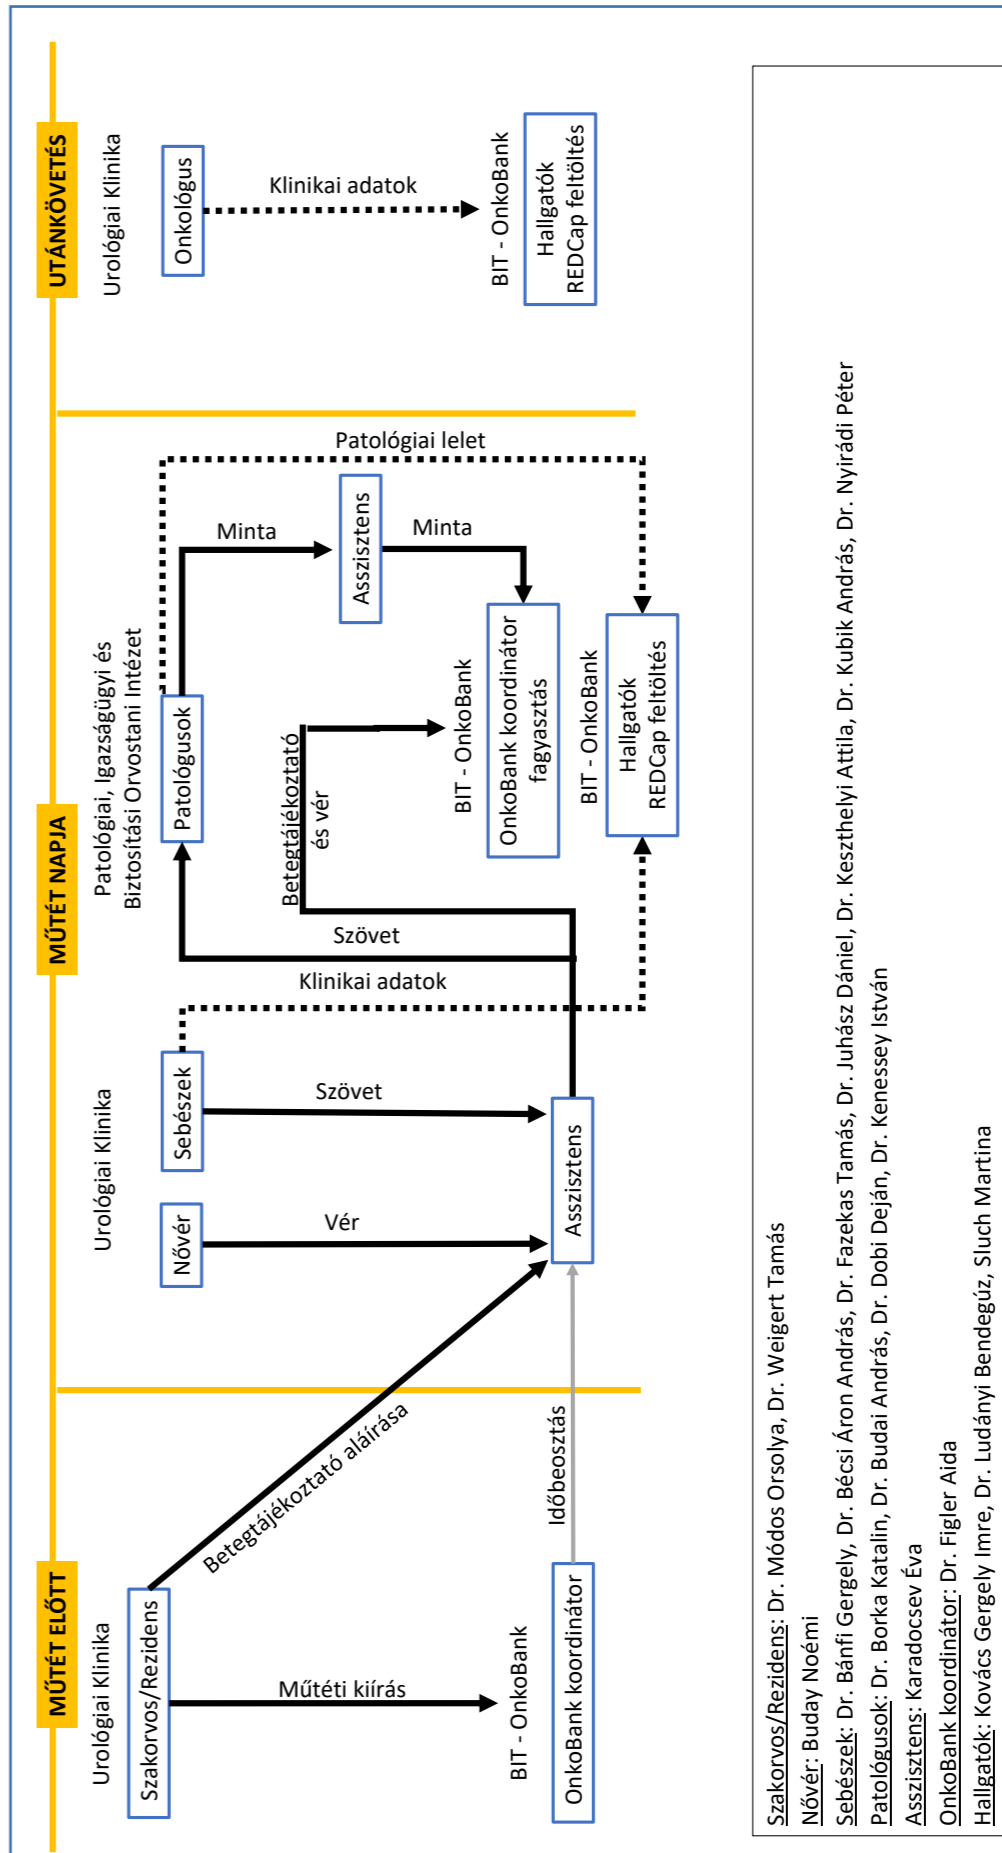 MŰTÉT ELŐTT
Urológiai Klinika
Szakorvos/Rezidens
Műtéti kiírás
Betegtájékoztató aláírása
BIT - OnkoBank
OnkoBank koordinátor
Időbeosztás
MŰTÉT NAPJA
Urológiai Klinika
Nővér
Sebészek
Vér
Szövet
Klinikai adatok
Asszisztens
Szövet
Betegtájékoztató
és vér
Patológiai, Igazságügyi és
Biztosítási Orvostani Intézet
Patológusok
Minta
Patológiai lelet
Asszisztens
Minta
BIT - OnkoBank
OnkoBank koordinátor
fagyasztás
BIT - OnkoBank
Hallgatók
REDCap feltöltés
UTÁNKÖVETÉS
Urológiai Klinika
Onkológus
Klinikai adatok
BIT - OnkoBank
Hallgatók
REDCap feltöltés
Szakorvos/Rezidens: Dr. Módos Orsolya, Dr. Weigert Tamás
Nővér: Buday Noémi
Sebészek: Dr. Bánfi Gergely, Dr. Bécsi Áron András, Dr. Fazekas Tamás, Dr. Juhász Dániel, Dr. Keszthelyi Attila, Dr. Kubik András, Dr. Nyirádi Péter
Patológusok: Dr. Borka Katalin, Dr. Budai András, Dr. Dobi Deján, Dr. Kenessey István
Asszisztens: Karadocsev Éva
OnkoBank koordinátor: Dr. Figler Aida
Hallgatók: Kovács Gergely Imre, Dr. Ludányi Bendegúz, Sluch Martina